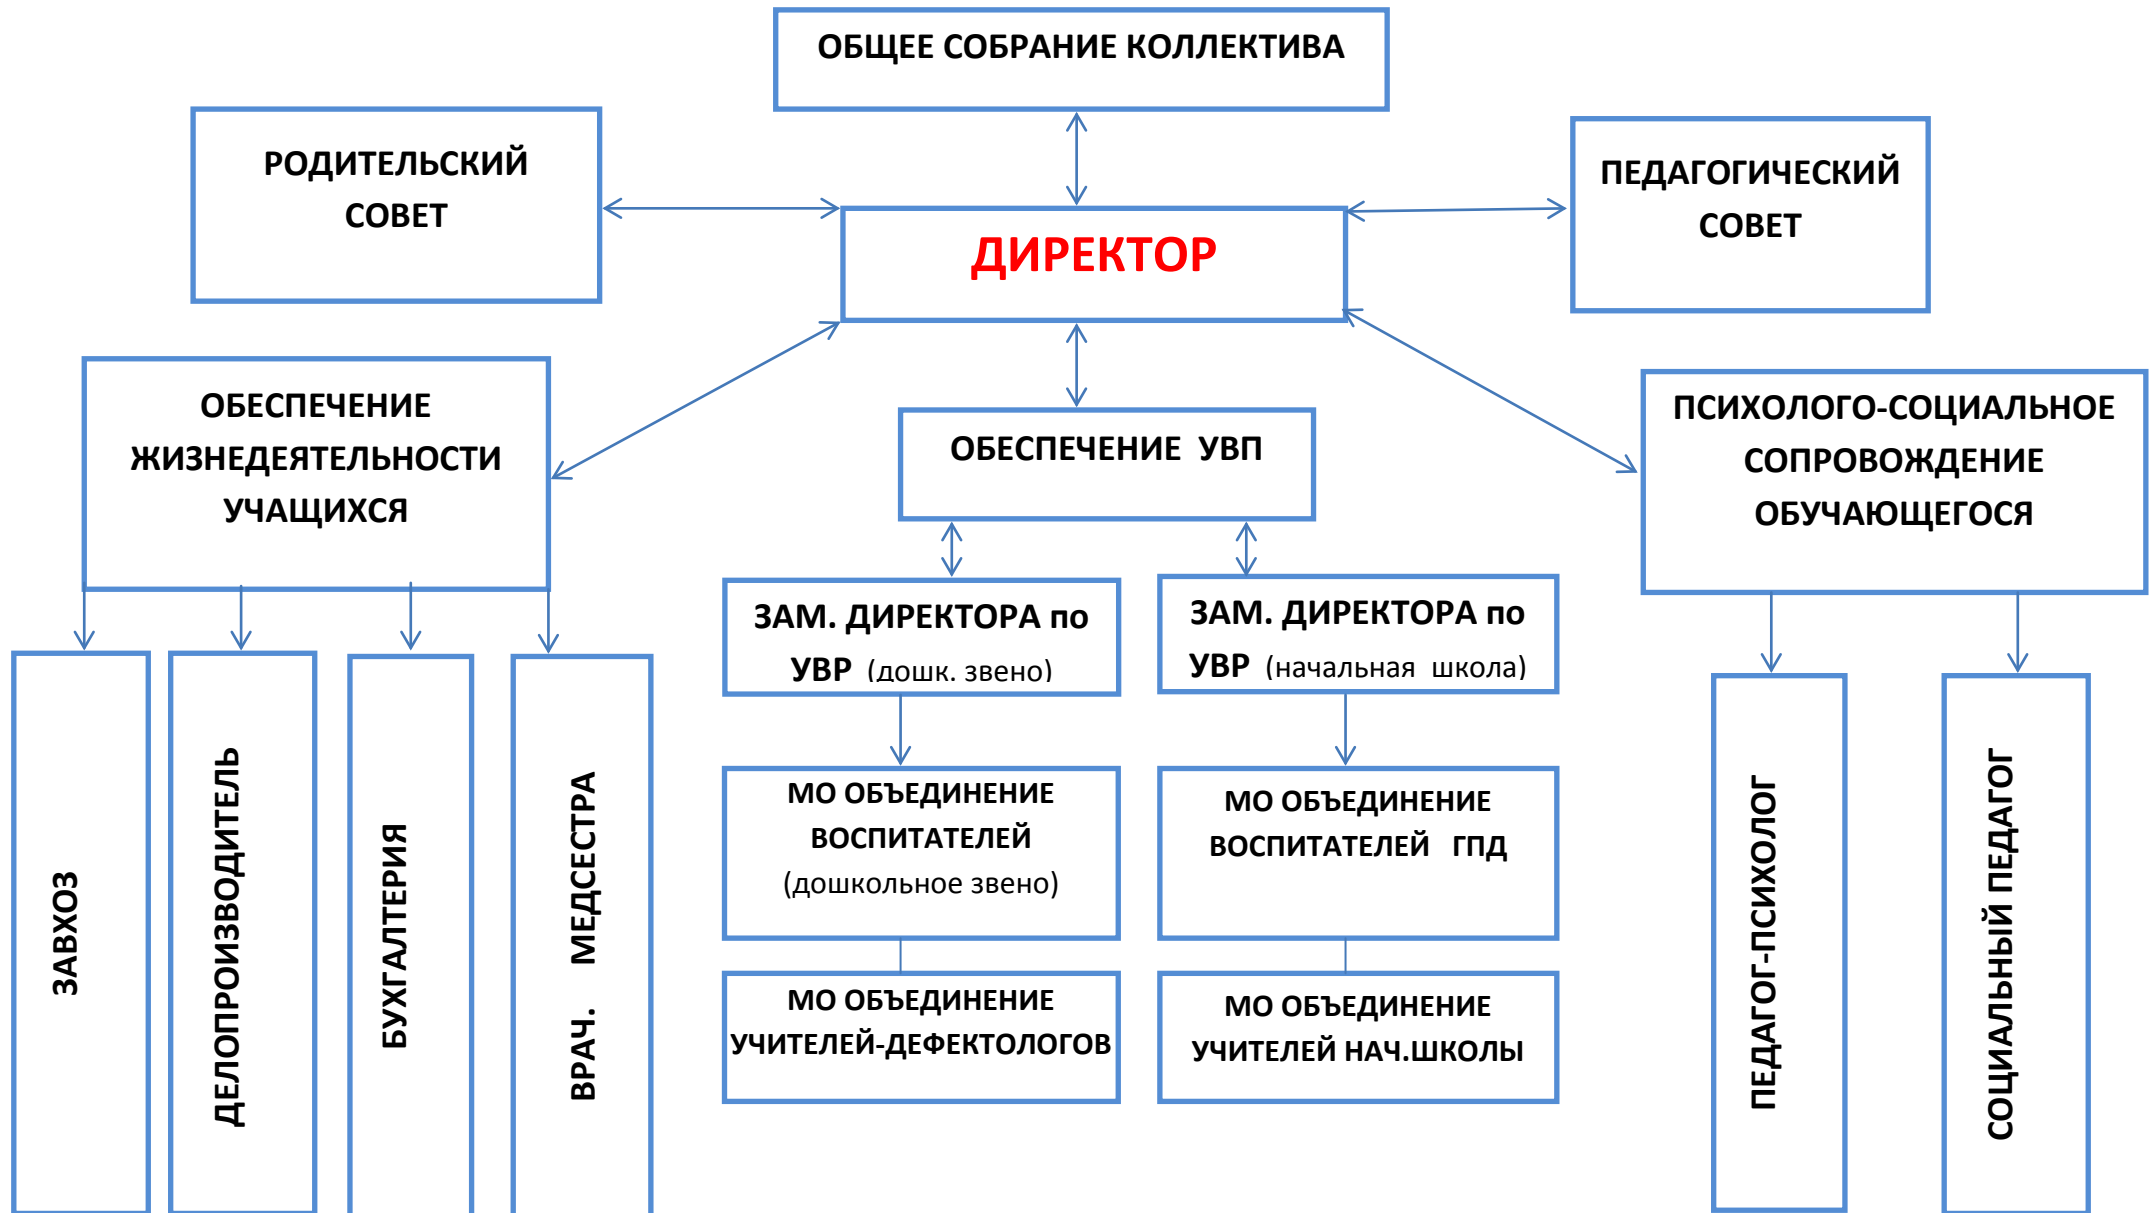 ОБЩЕЕ СОБРАНИЕ КОЛЛЕКТИВА
РОДИТЕЛЬСКИЙ
СОВЕТ
ПЕДАГОГИЧЕСКИЙ
СОВЕТ
ДИРЕКТОР
ОБЕСПЕЧЕНИЕ
ЖИЗНЕДЕЯТЕЛЬНОСТИ
УЧАЩИХСЯ
ОБЕСПЕЧЕНИЕ УВП
ПСИХОЛОГО-СОЦИАЛЬНОЕ
СОПРОВОЖДЕНИЕ
ОБУЧАЮЩЕГОСЯ
ЗАМ. ДИРЕКТОРА по
УВР (дошк. звено)
ЗАМ. ДИРЕКТОРА по
УВР (начальная школа)
ЗАВХОЗ
ДЕЛОПРОИЗВОДИТЕЛЬ
БУХГАЛТЕРИЯ
ВРАЧ. МЕДСЕСТРА
МО ОБЪЕДИНЕНИЕ
ВОСПИТАТЕЛЕЙ
(дошкольное звено)
МО ОБЪЕДИНЕНИЕ
ВОСПИТАТЕЛЕЙ ГПД
МО ОБЪЕДИНЕНИЕ
УЧИТЕЛЕЙ-ДЕФЕКТОЛОГОВ
МО ОБЪЕДИНЕНИЕ
УЧИТЕЛЕЙ НАЧ.ШКОЛЫ
ПЕДАГОГ-ПСИХОЛОГ
СОЦИАЛЬНЫЙ ПЕДАГОГ